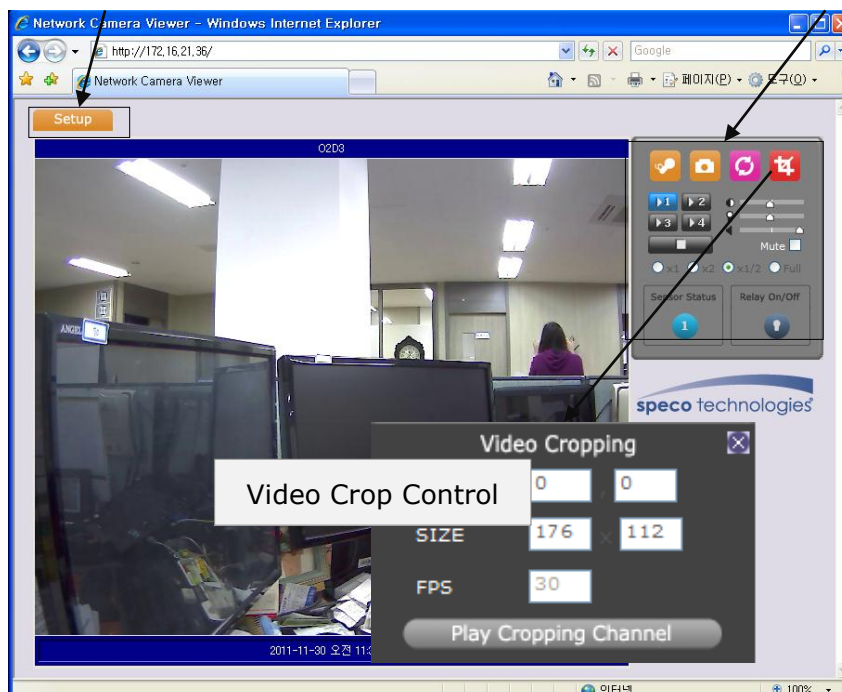 Network Camera Viewer - Windows Internet Explorer
http://172.16.21.36/
Google
Network Camera Viewer
페이지(P)
도구(O)
Setup
O2D3
1 2
3 4
Mute
x1 x2 x1/2 Full
Sensor Status Relay On/Off
1
ANGEL
speco technologies
Video Cropping
Video Crop Control
0 , 0
SIZE 176 x 112
FPS 30
Play Cropping Channel
2011-11-30 오전 11:
인터넷
100%